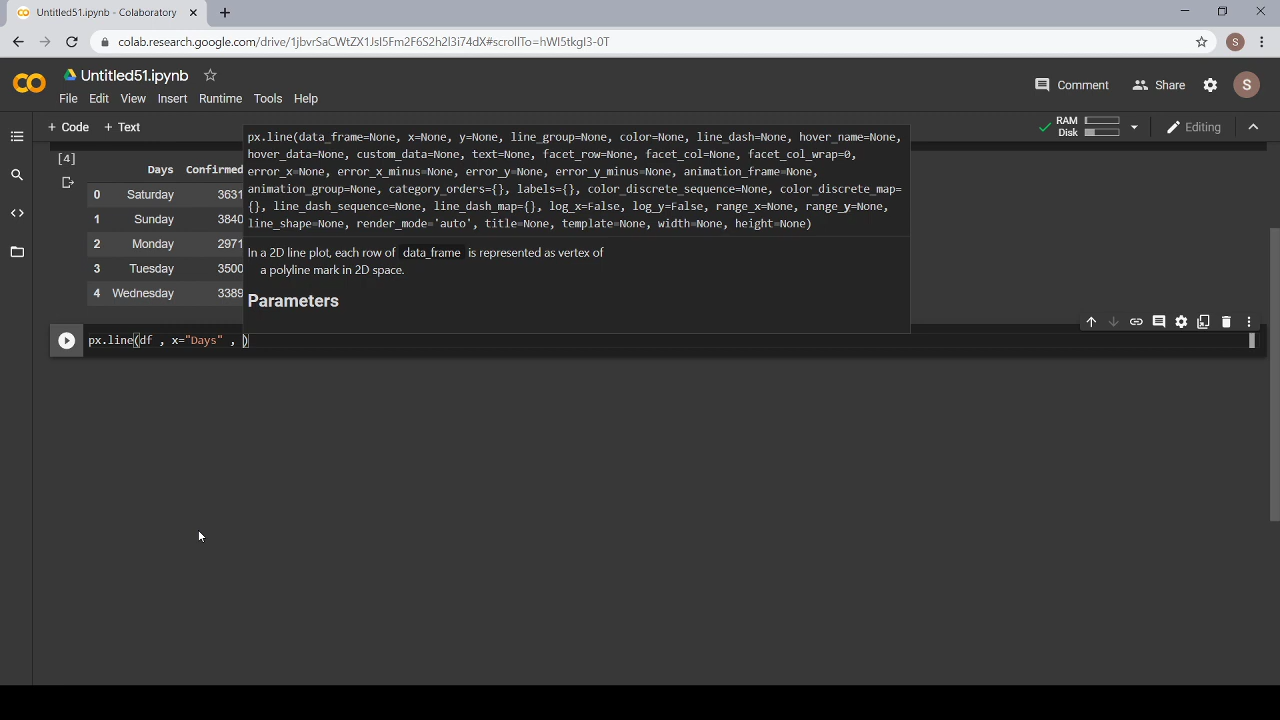 Untitled51.ipynb - Colaboratory
colab.research.google.com/drive/1jbvrSaCWtZX1JsI5Fm2F6S2h2l3i74dX#scrollTo=hWI5tkgI3-0T
S
CO
Untitled51.ipynb
Comment
Share
S
File Edit View Insert Runtime Tools Help
+ Code + Text
RAM
Disk
Editing
[4]
Days Confirmed
0 Saturday 3631
1 Sunday 3840
2 Monday 2971
3 Tuesday 3500
4 Wednesday 3389
px.line(data_frame=None, x=None, y=None, line_group=None, color=None, line_dash=None, hover_name=None,
hover_data=None, custom_data=None, text=None, facet_row=None, facet_col=None, facet_col_wrap=0,
error_x=None, error_x_minus=None, error_y=None, error_y_minus=None, animation_frame=None,
animation_group=None, category_orders={}, labels={}, color_discrete_sequence=None, color_discrete_map=
{}, line_dash_sequence=None, line_dash_map={}, log_x=False, log_y=False, range_x=None, range_y=None,
line_shape=None, render_mode='auto', title=None, template=None, width=None, height=None)
In a 2D line plot, each row of data_frame is represented as vertex of
a polyline mark in 2D space.
Parameters
px.line(df , x="Days" , )